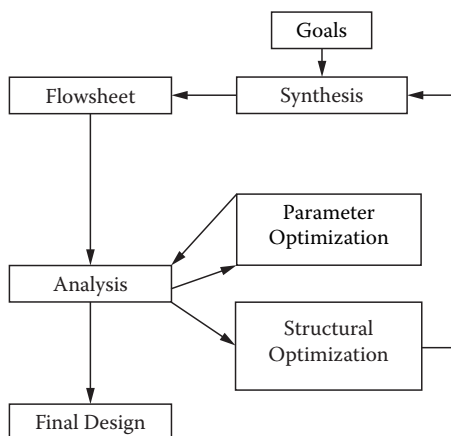 Goals
Flowsheet
Synthesis
Parameter
Optimization
Analysis
Structural
Optimization
Final Design